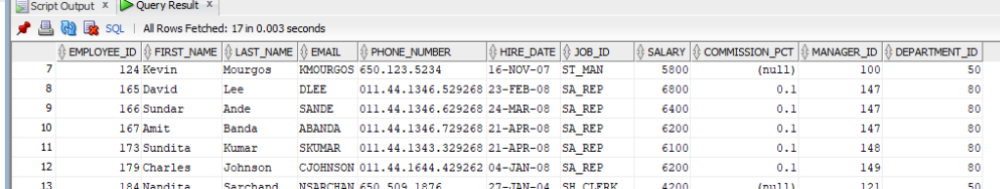 Script Output x Query Result x
SQL | All Rows Fetched: 17 in 0.003 seconds
EMPLOYEE_ID FIRST_NAME LAST_NAME EMAIL PHONE_NUMBER HIRE_DATE JOB_ID SALARY COMMISSION_PCT MANAGER_ID DEPARTMENT_ID
7 124 Kevin Mourgos KMOURGOS 650.123.5234 16-NOV-07 ST_MAN 5800 (null) 100 50
8 165 David Lee DLEE 011.44.1346.529268 23-FEB-08 SA_REP 6800 0.1 147 80
9 166 Sundar Ande SANDE 011.44.1346.629268 24-MAR-08 SA_REP 6400 0.1 147 80
10 167 Amit Banda ABANDA 011.44.1346.729268 21-APR-08 SA_REP 6200 0.1 147 80
11 173 Sundita Kumar SKUMAR 011.44.1343.329268 21-APR-08 SA_REP 6100 0.1 148 80
12 179 Charles Johnson CJOHNSON 011.44.1644.429262 04-JAN-08 SA_REP 6200 0.1 149 80
13 184 Nandita Sarchand NSARCHAN 650.509.1876 27-JAN-04 SH_CLERK 4200 (null) 121 50